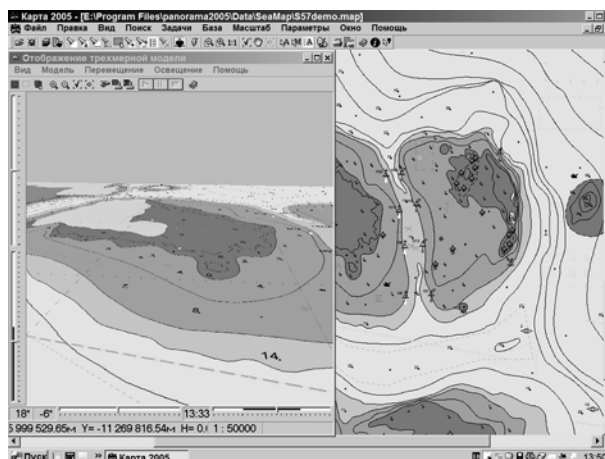 Карта 2005 - [E:\Program Files\panorama2005\Data\SeaMap\S57demo.map]
Файл Правка Вид Поиск Задачи База Масштаб Параметры Окно Помощь
Отображение трехмерной модели
Вид Модель Перемещение Освещение Помощь
14.
18° -6° 13:33
5 999 529.65м Y= -11 269 816.54м H= 0.( 1 : 50000
Пуск » Карта 2005 13:50